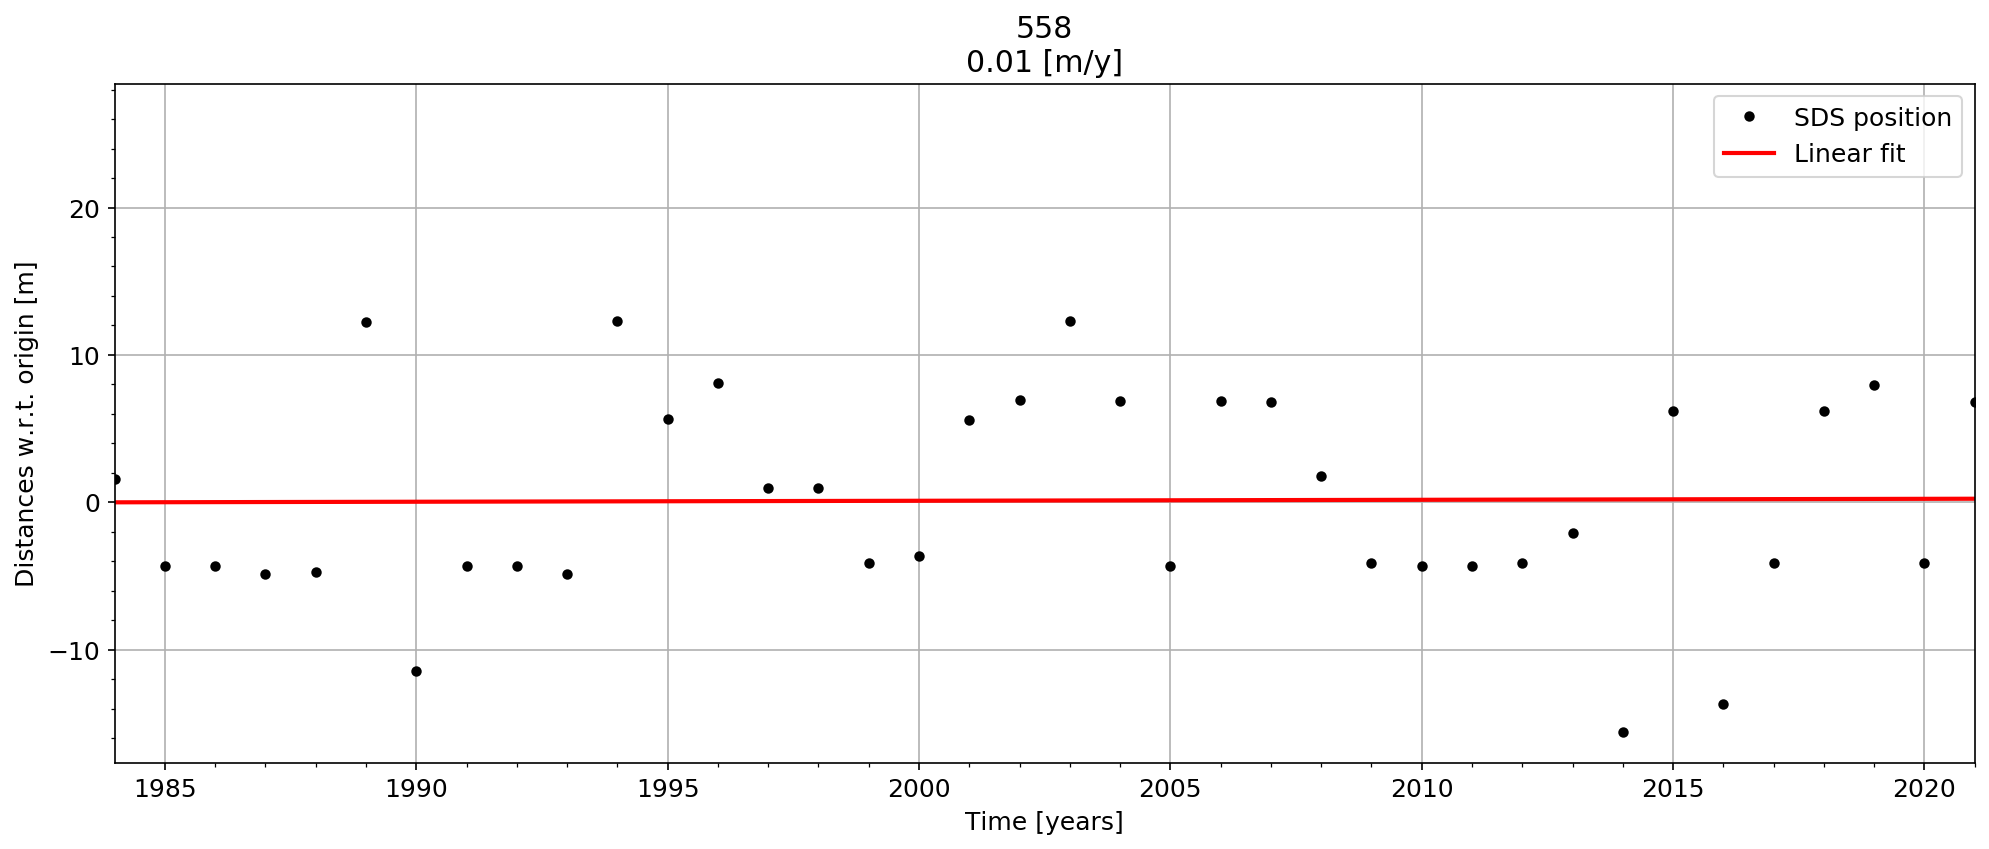 558
0.01 [m/y]
SDS position
Linear fit
Distances w.r.t. origin [m]
20
10
0
−10
1985 1990 1995 2000 2005 2010 2015 2020
Time [years]